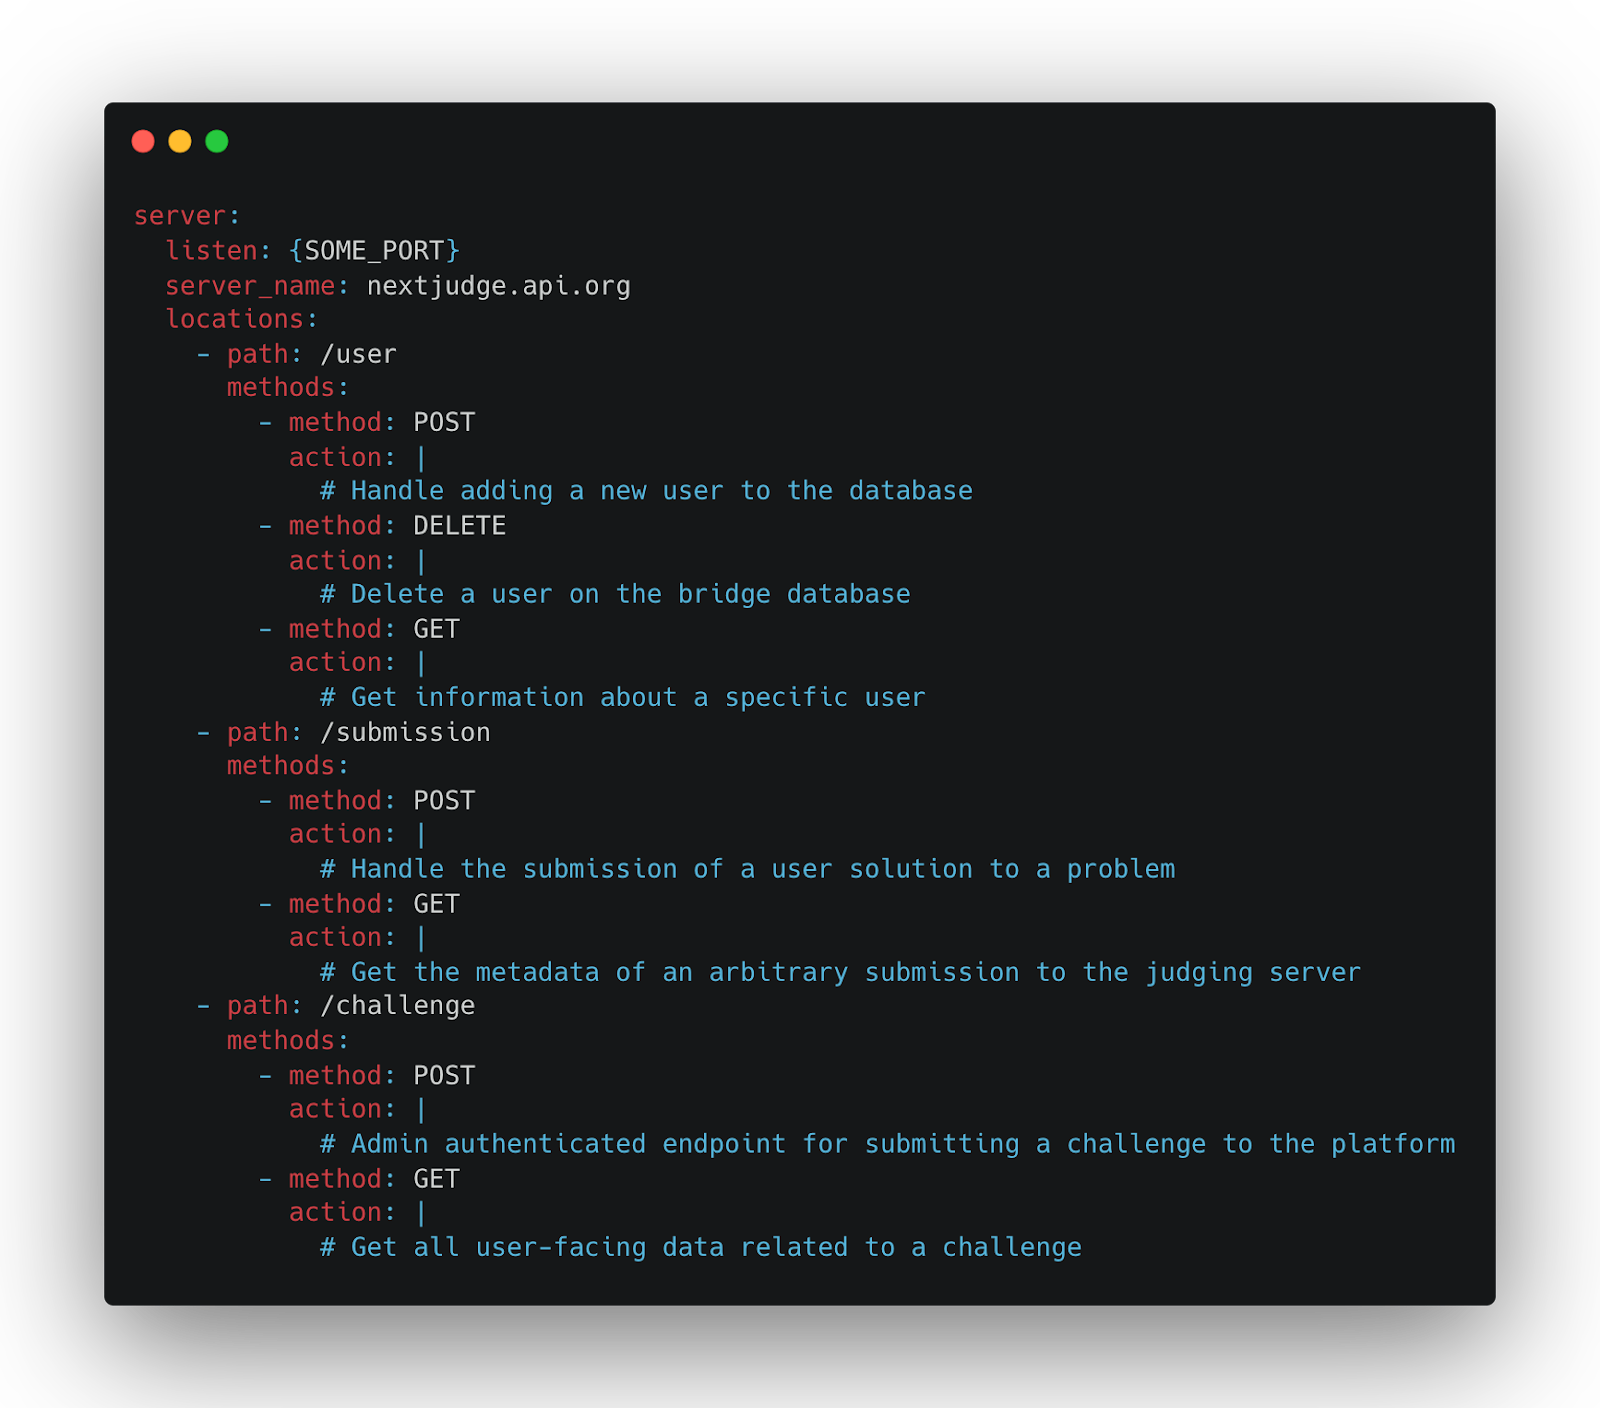 server:
  listen: {SOME_PORT}
  server_name: nextjudge.api.org
  locations:
    - path: /user
      methods:
        - method: POST
          action: |
            # Handle adding a new user to the database
        - method: DELETE
          action: |
            # Delete a user on the bridge database
        - method: GET
          action: |
            # Get information about a specific user
    - path: /submission
      methods:
        - method: POST
          action: |
            # Handle the submission of a user solution to a problem
        - method: GET
          action: |
            # Get the metadata of an arbitrary submission to the judging server
    - path: /challenge
      methods:
        - method: POST
          action: |
            # Admin authenticated endpoint for submitting a challenge to the platform
        - method: GET
          action: |
            # Get all user-facing data related to a challenge